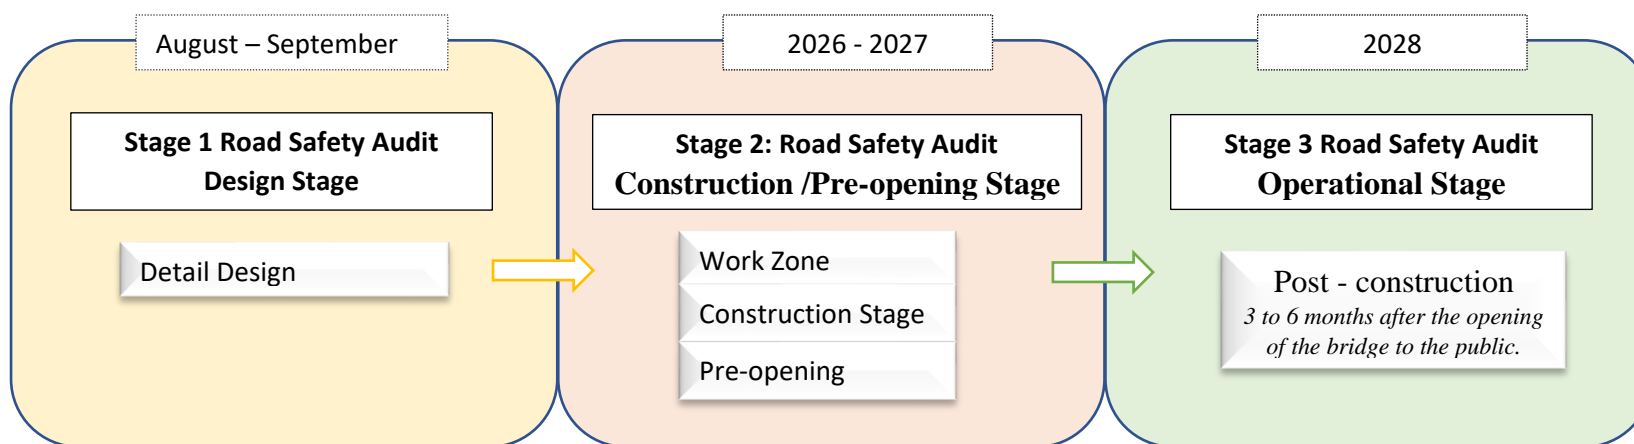 August – September
Stage 1 Road Safety Audit
Design Stage
Detail Design
2026 - 2027
Stage 2: Road Safety Audit
Construction /Pre-opening Stage
Work Zone
Construction Stage
Pre-opening
2028
Stage 3 Road Safety Audit
Operational Stage
Post - construction
3 to 6 months after the opening
of the bridge to the public.